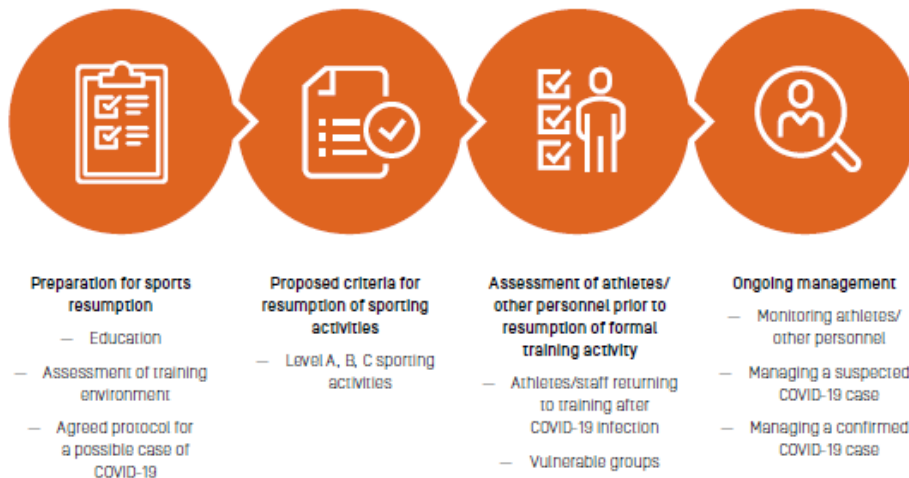 Preparation for sports
resumption
— Education
— Assessment of training
environment
— Agreed protocol for
a possible case of
COVID-19
Proposed criteria for
resumption of sporting
activities
— Level A, B, C sporting
activities
Assessment of athletes/
other personnel prior to
resumption of formal
training activity
— Athletes/staff returning
to training after
COVID-19 infection
— Vulnerable groups
Ongoing management
— Monitoring athletes/
other personnel
— Managing a suspected
COVID-19 case
— Managing a confirmed
COVID-19 case